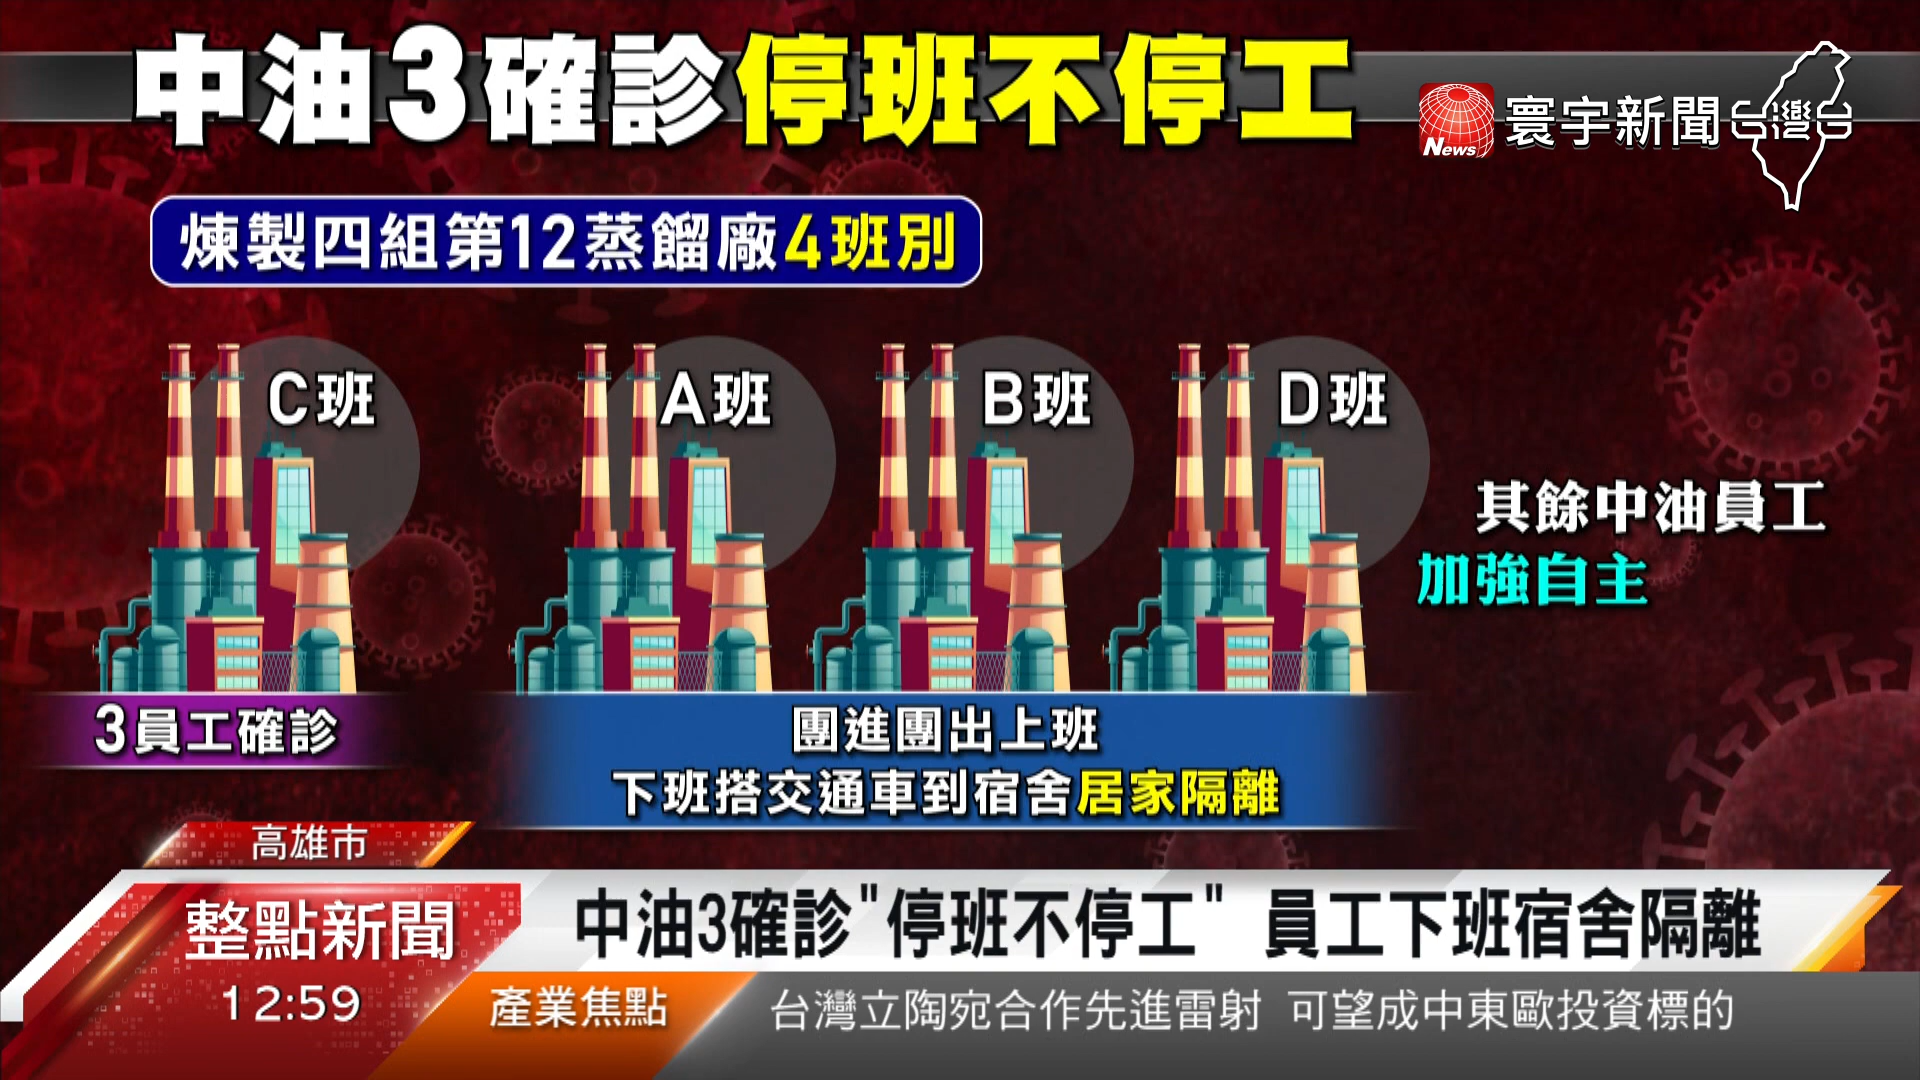 中油3確診停班不停工
News 寰宇新聞 台灣台
煉製四組第12蒸餾廠4班別
C班
A班
B班
D班
其餘中油員工
加強自主
3員工確診
團進團出上班
下班搭交通車到宿舍居家隔離
高雄市
整點新聞
中油3確診"停班不停工" 員工下班宿舍隔離
12:59
產業焦點
台灣立陶宛合作先進雷射 可望成中東歐投資標的